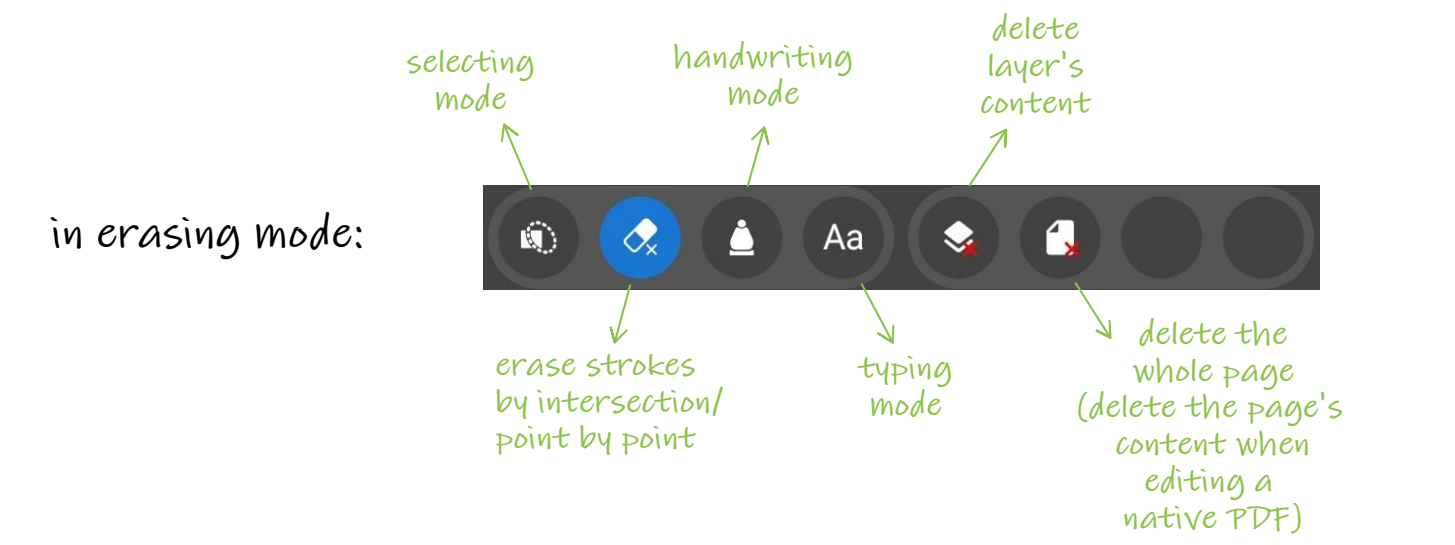 selecting
mode
handwriting
mode
delete
layer's
content
in erasing mode:
Aa
erase strokes
by intersection/
point by point
typing
mode
delete the
whole page
(delete the page's
content when
editing a
native PDF)